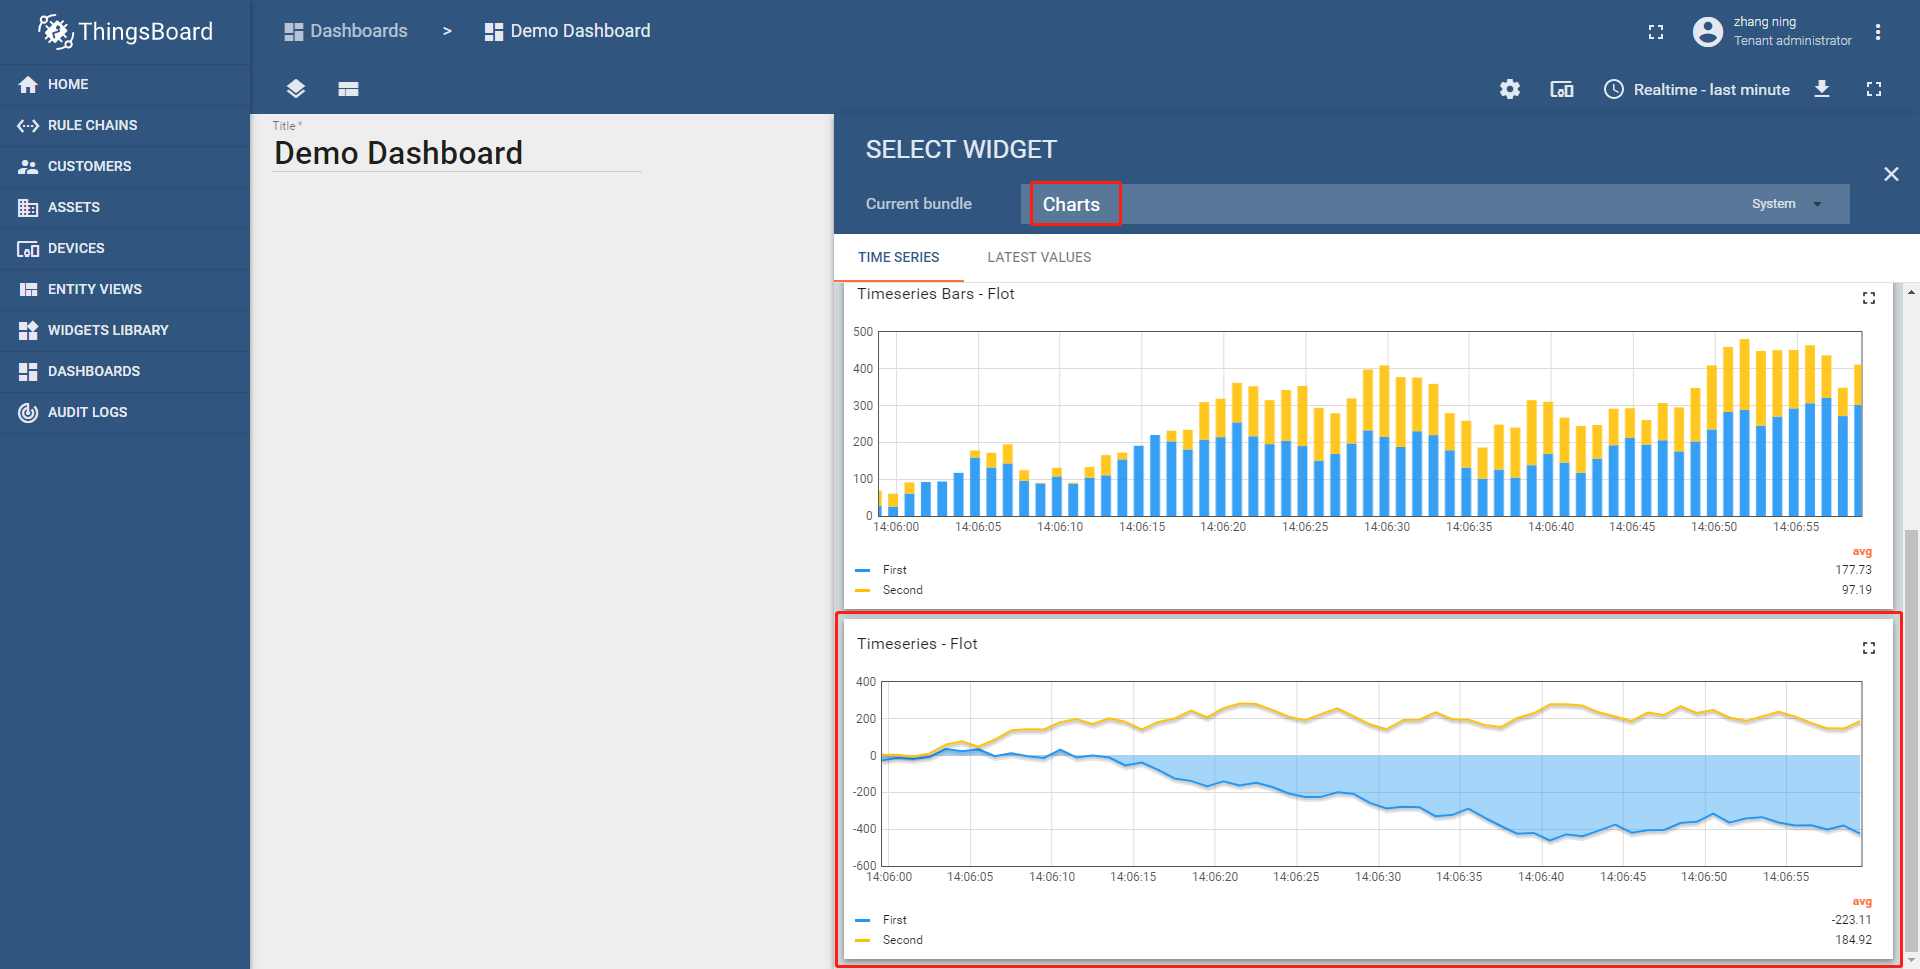 ThingsBoard
HOME
RULE CHAINS
CUSTOMERS
ASSETS
DEVICES
ENTITY VIEWS
WIDGETS LIBRARY
DASHBOARDS
AUDIT LOGS
Dashboards > Demo Dashboard
zhang ning
Tenant administrator
Realtime - last minute
Title *
Demo Dashboard
SELECT WIDGET
Current bundle Charts System
TIME SERIES LATEST VALUES
Timeseries Bars - Flot
500
400
300
200
100
0
14:06:00 14:06:05 14:06:10 14:06:15 14:06:20 14:06:25 14:06:30 14:06:35 14:06:40 14:06:45 14:06:50 14:06:55
avg
First 177.73
Second 97.19
Timeseries - Flot
400
200
0
-200
-400
-600
14:06:00 14:06:05 14:06:10 14:06:15 14:06:20 14:06:25 14:06:30 14:06:35 14:06:40 14:06:45 14:06:50 14:06:55
avg
First -223.11
Second 184.92